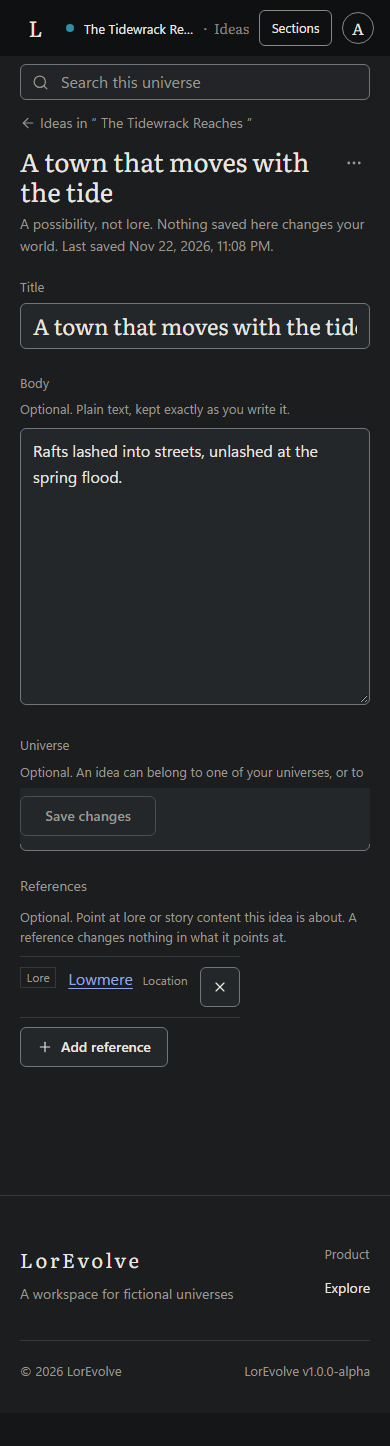 L
The Tidewrack Re... · Ideas
Sections
A
Search this universe
← Ideas in “ The Tidewrack Reaches ”
A town that moves with
the tide
A possibility, not lore. Nothing saved here changes your
world. Last saved Nov 22, 2026, 11:08 PM.
Title
A town that moves with the tid
Body
Optional. Plain text, kept exactly as you write it.
Rafts lashed into streets, unlashed at the
spring flood.
Universe
Optional. An idea can belong to one of your universes, or to
Save changes
References
Optional. Point at lore or story content this idea is about. A
reference changes nothing in what it points at.
Lore Lowmere Location
+ Add reference
LorEvolve
Product
A workspace for fictional universes
Explore
© 2026 LorEvolve
LorEvolve v1.0.0-alpha